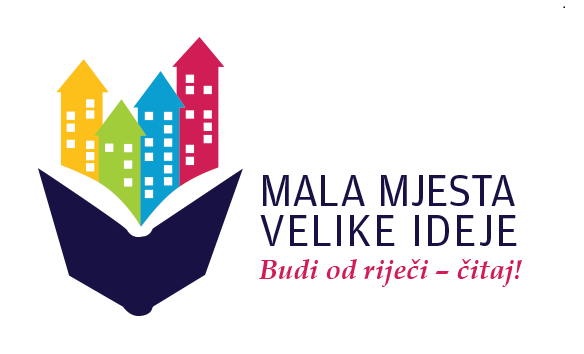 MALA MJESTA
VELIKE IDEJE
Budi od riječi – čitaj!